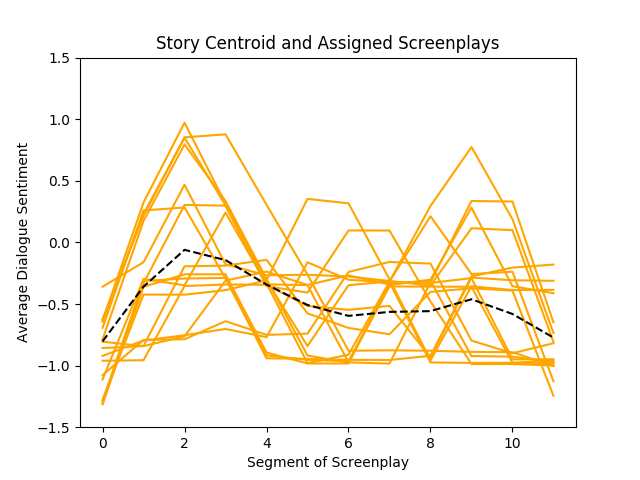 Story Centroid and Assigned Screenplays
1.5
1.0
0.5
0.0
−0.5
−1.0
−1.5
Average Dialogue Sentiment
0 2 4 6 8 10
Segment of Screenplay